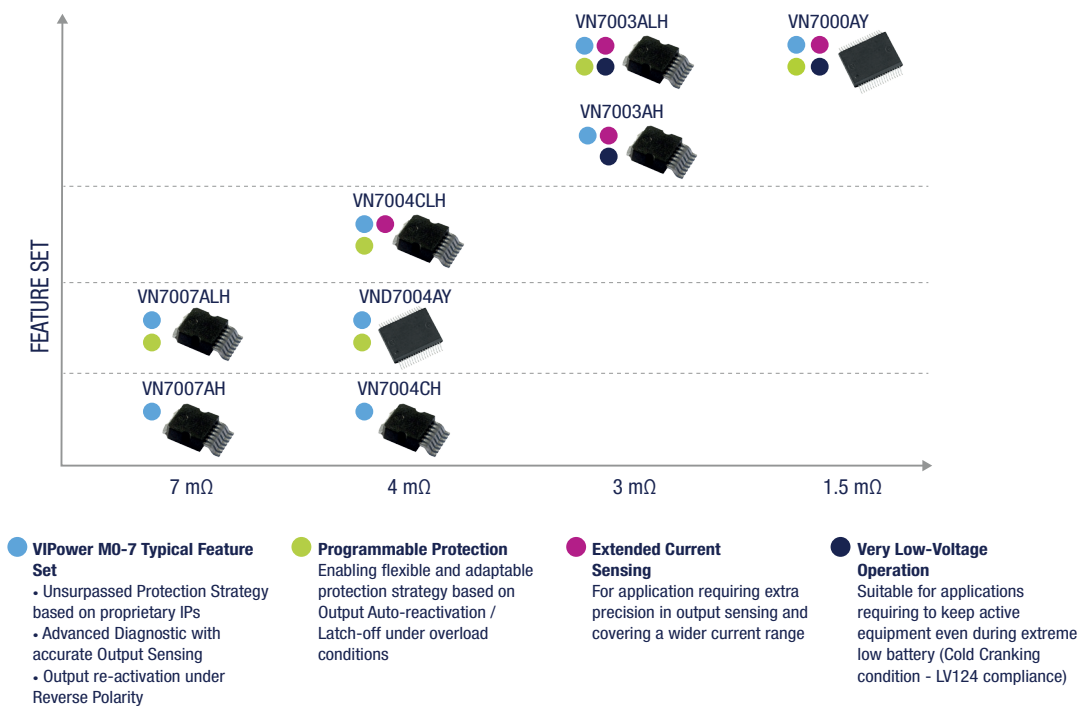 VN7003ALH
VN7000AY
VN7003AH
VN7004CLH
VN7007ALH
VND7004AY
VN7007AH
VN7004CH
FEATURE SET
7 mΩ
4 mΩ
3 mΩ
1.5 mΩ
VIPower M0-7 Typical Feature
Set
• Unsurpassed Protection Strategy
based on proprietary IPs
• Advanced Diagnostic with
accurate Output Sensing
• Output re-activation under
Reverse Polarity
Programmable Protection
Enabling flexible and adaptable
protection strategy based on
Output Auto-reactivation /
Latch-off under overload
conditions
Extended Current
Sensing
For application requiring extra
precision in output sensing and
covering a wider current range
Very Low-Voltage
Operation
Suitable for applications
requiring to keep active
equipment even during extreme
low battery (Cold Cranking
condition - LV124 compliance)